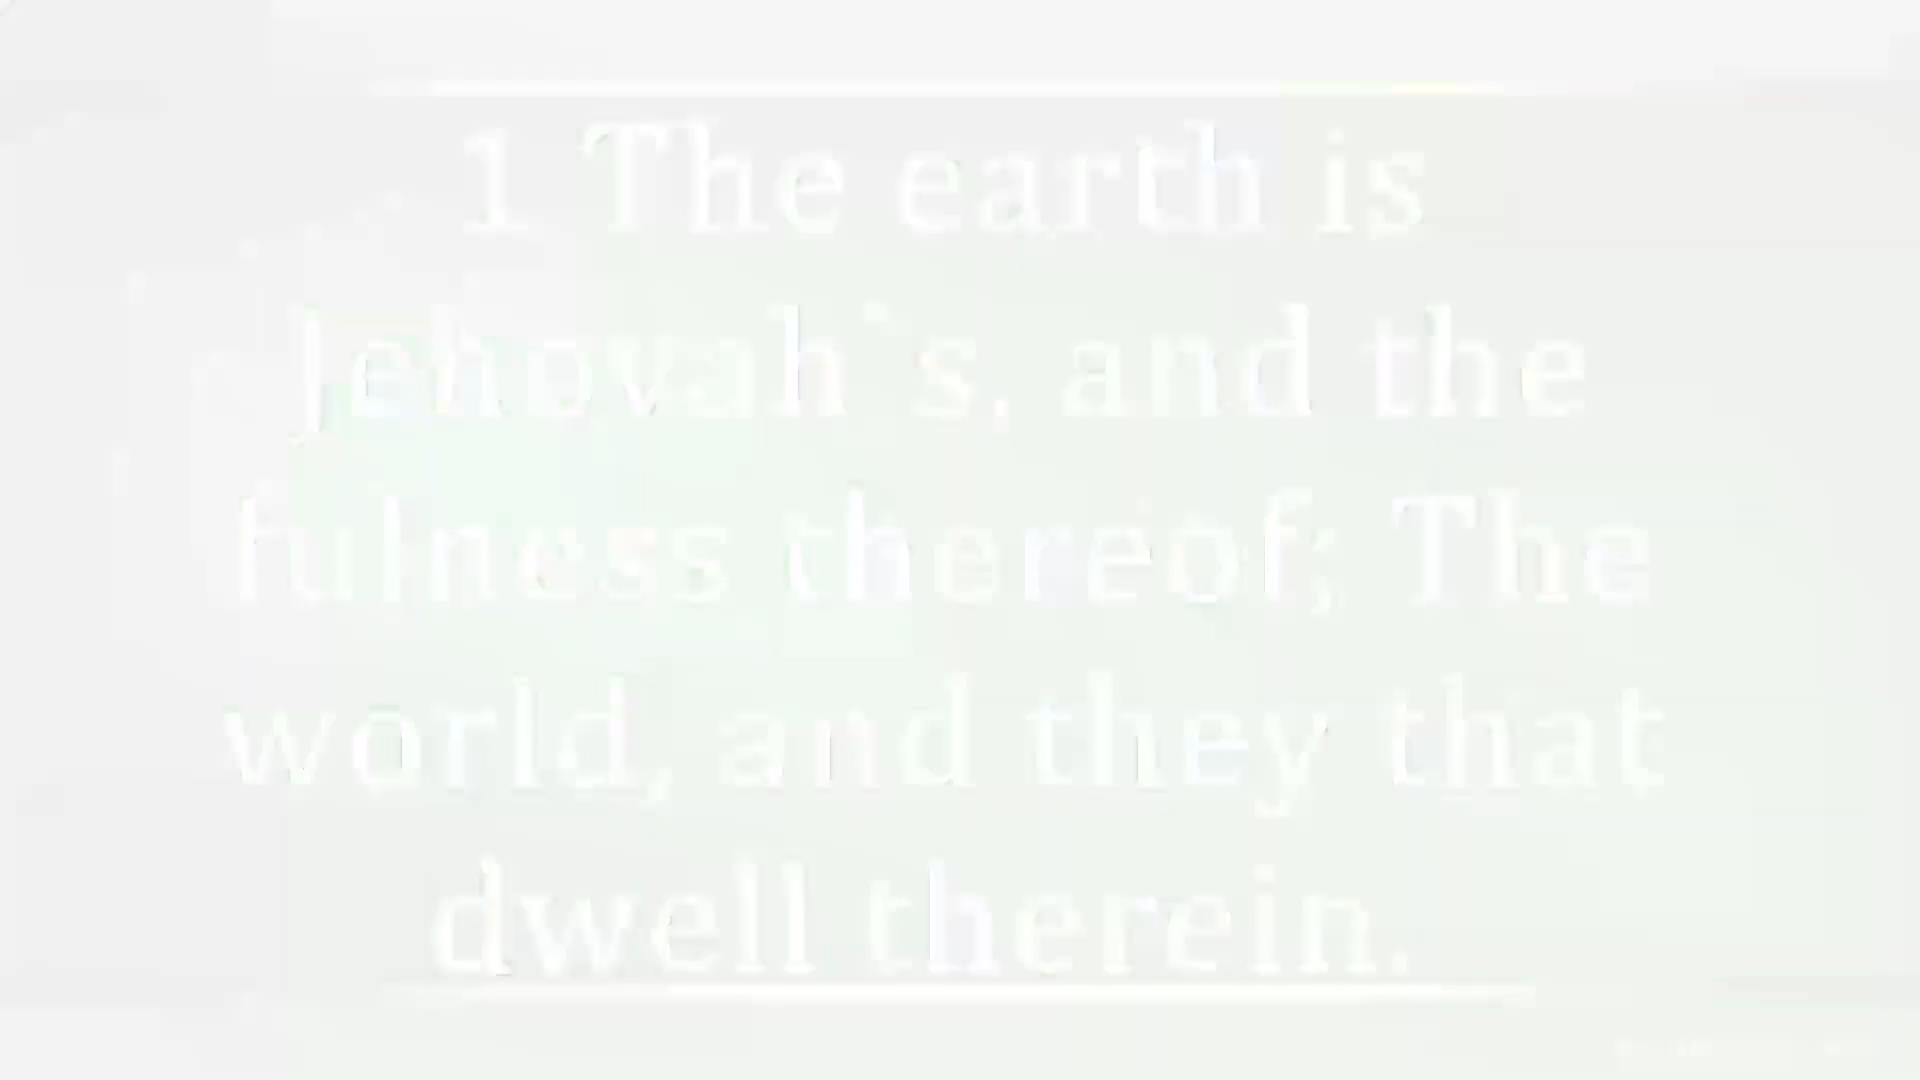 1 The earth is
Jehovah`s, and the
fulness thereof; The
world, and they that
dwell therein.